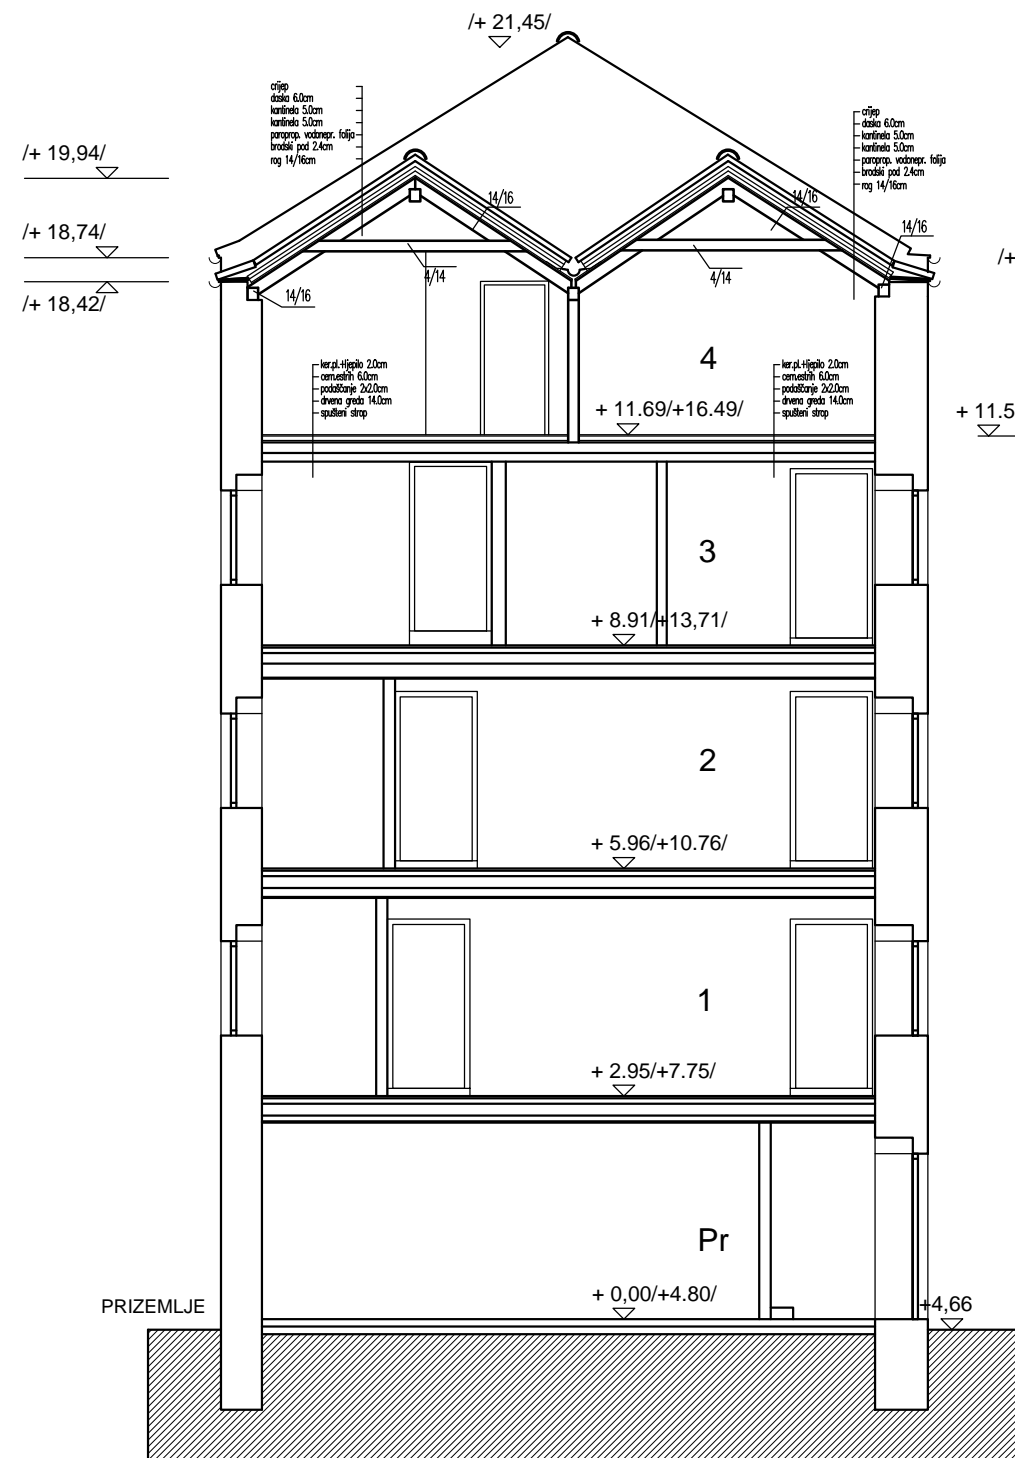 /+ 21,45/
crijep
daska 6.0cm
kantinela 5.0cm
kantinela 5.0cm
paroprop. vodonepr. folija
brodski pod 2.4cm
rog 14/16cm
crijep
daska 6.0cm
kantinela 5.0cm
kantinela 5.0cm
paroprop. vodonepr. folija
brodski pod 2.4cm
rog 14/16cm
/+ 19,94/
14/16
14/16
14/16
/+ 18,74/
/+
4/14
4/14
/+ 18,42/
14/16
4
ker.pl.+ljepilo 2.0cm
cem.estrih 6.0cm
podaščanje 2x2.0cm
drvena greda 14.0cm
spušteni strop
ker.pl.+ljepilo 2.0cm
cem.estrih 6.0cm
podaščanje 2x2.0cm
drvena greda 14.0cm
spušteni strop
+ 11.69/+16.49/
+ 11.5
3
+ 8.91/+13,71/
2
+ 5.96/+10.76/
1
+ 2.95/+7.75/
Pr
+ 0,00/+4.80/
PRIZEMLJE
+4,66